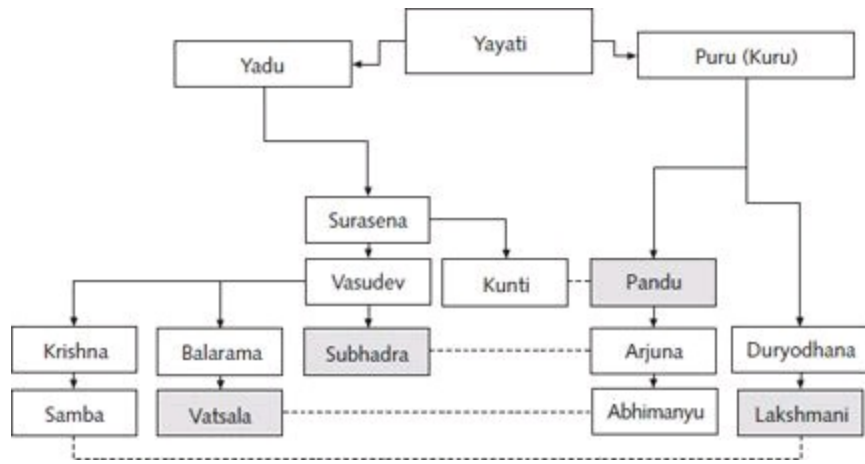 Yayati
Yadu
Puru (Kuru)
Surasena
Vasudev
Kunti
Pandu
Krishna
Balarama
Subhadra
Arjuna
Duryodhana
Samba
Vatsala
Abhimanyu
Lakshmani